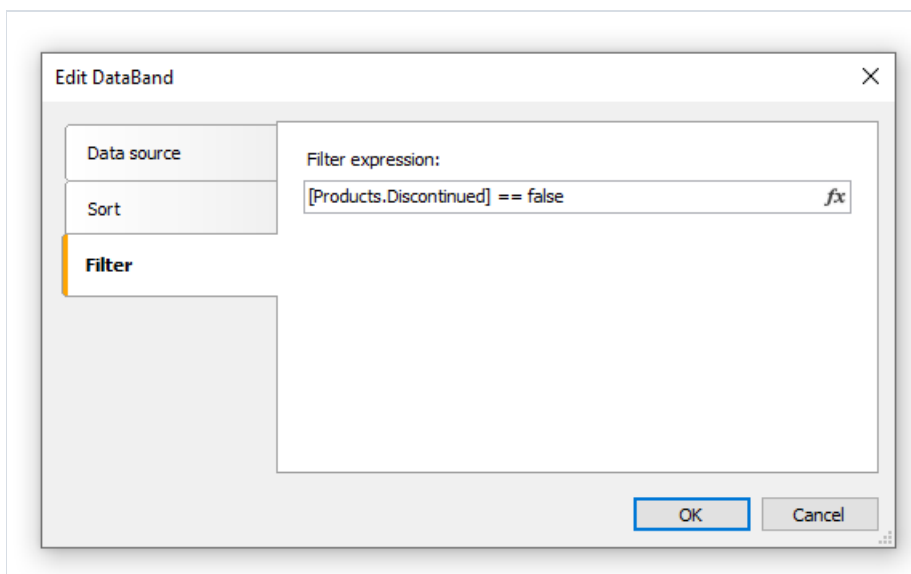 Edit DataBand
Data source
Sort
Filter
Filter expression:
[Products.Discontinued] == false
fx
OK
Cancel